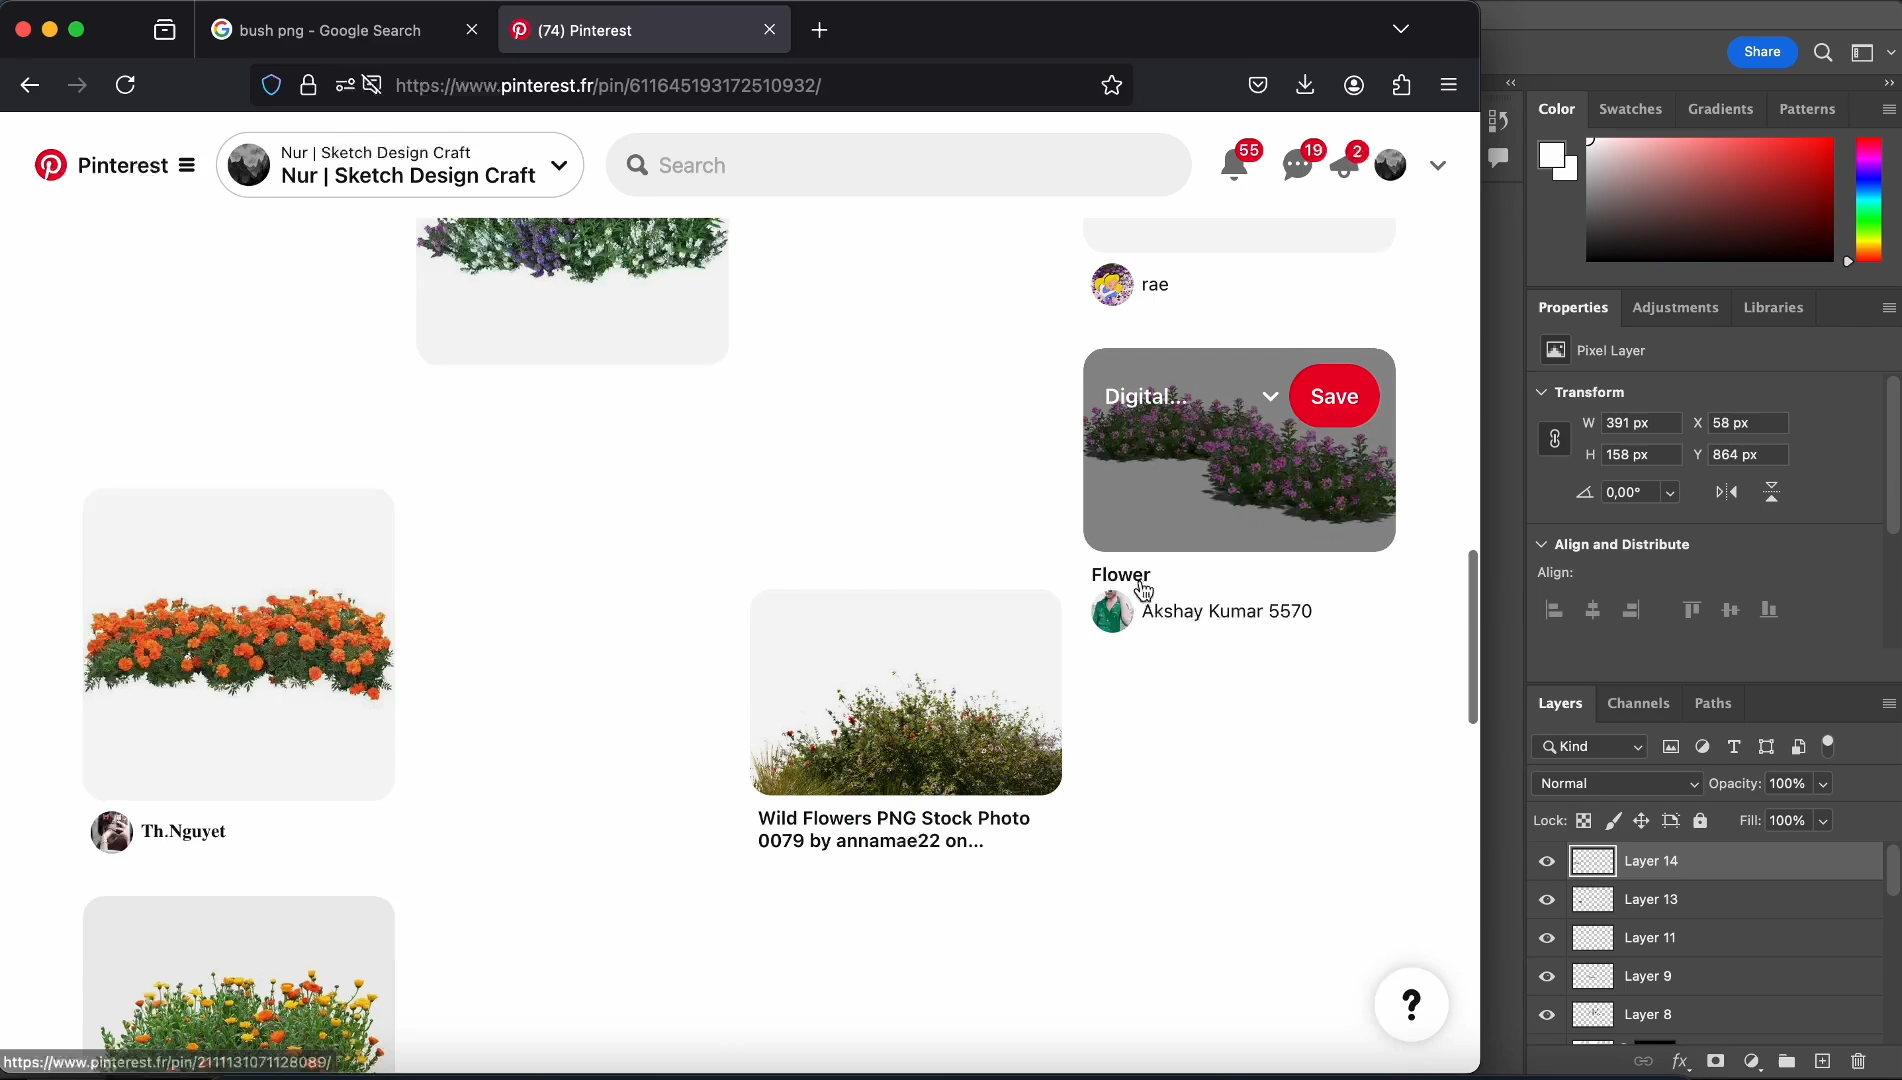 bush png - Google Search
(74) Pinterest
Share
https://www.pinterest.fr/pin/611645193172510932/
Color
Swatches
Gradients
Patterns
Pinterest
Nur | Sketch Design Craft
Nur | Sketch Design Craft
Search
55
19
2
rae
Properties
Adjustments
Libraries
Pixel Layer
Transform
W 391 px X 58 px
H 158 px Y 864 px
0,00°
Digital...
Save
Flower
Akshay Kumar 5570
Align and Distribute
Align:
Th.Nguyet
Wild Flowers PNG Stock Photo
0079 by annamae22 on...
Layers
Channels
Paths
Kind
Normal
Opacity: 100%
Lock:
Fill: 100%
Layer 14
Layer 13
Layer 11
Layer 9
Layer 8
fx
?
https://www.pinterest.fr/pin/2111131071128089/